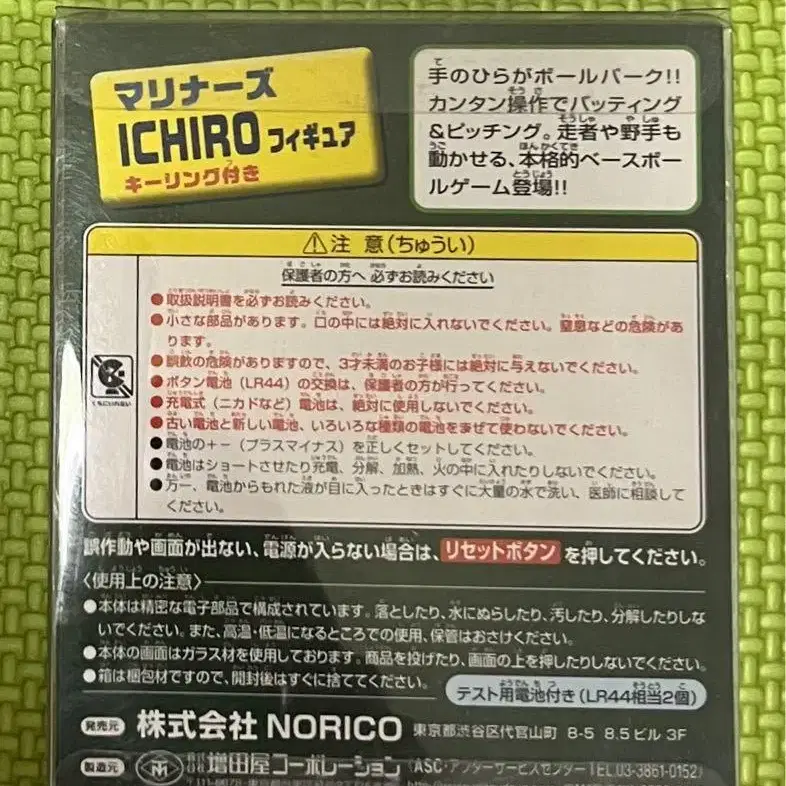 マリナーズ
ICHIRO フィギュア
キーリング付き
手のひらがボールパーク!!
カンタン操作でバッティング
&ピッチング。走者や野手も
動かせる、本格的ベースボー
ルゲーム登場!!
⚠注 意(ちゅうい)
保護者の方へ 必ずお読みください
●取扱説明書を必ずお読みください。
●小さな部品があります。口の中には絶対に入れないでください。窒息などの危険があ
ります。
●誤飲の危険がありますので、3才未満のお子様には絶対に与えないでください。
●ボタン電池(LR44)の交換は、保護者の方が行ってください。
●充電式(ニカドなど)電池は、絶対に使用しないでください。
●古い電池と新しい電池、いろいろな種類の電池をまぜて使わないでください。
●電池の+-(プラスマイナス)を正しくセットしてください。
●電池はショートさせたり充電、分解、加熱、火の中に入れたりしないでください。
●万一、電池からもれた液が目に入ったときはすぐに大量の水で洗い、医師に相談して
ください。
くちにいれない
誤作動や画面が出ない、電源が入らない場合は、リセットボタン を押してください。
〈使用上の注意〉
●本体は精密な電子部品で構成されています。落としたり、水にぬらしたり、汚したり、分解したりしな
いでください。また、高温・低温になるところでの使用、保管はおさけください。
●本体の画面はガラス材を使用しております。商品を投げたり、画面の上を押したりしないでください。
●箱は梱包材ですので、開封後はすぐに捨ててください。
テスト用電池付き(LR44相当2個)
発売元 株式会社 NORICO 東京都渋谷区代官山町 8-5 8.5ビル 3F
製造元 増田屋コーポレーション (ASC・アフターサービスセンター TEL.03-3861-0152)